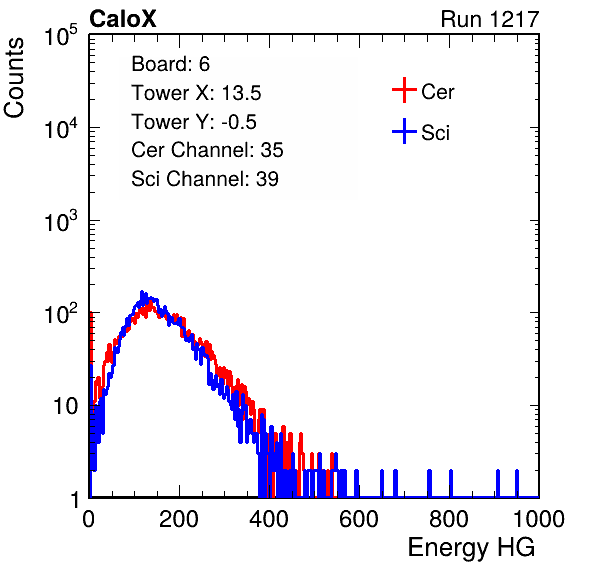 CaloX Run 1217
Counts
10^5
10^4
10^3
10^2
10
1
Board: 6
Tower X: 13.5
Tower Y: -0.5
Cer Channel: 35
Sci Channel: 39
Cer
Sci
0 200 400 600 800 1000
Energy HG